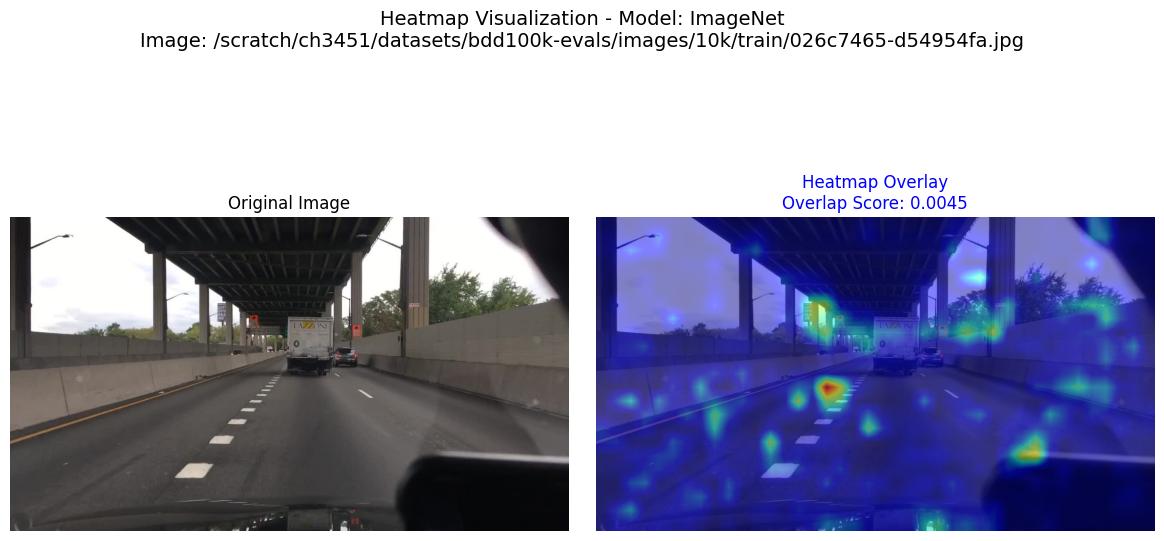 Heatmap Visualization - Model: ImageNet
Image: /scratch/ch3451/datasets/bdd100k-evals/images/10k/train/026c7465-d54954fa.jpg
Original Image
Heatmap Overlay
Overlap Score: 0.0045